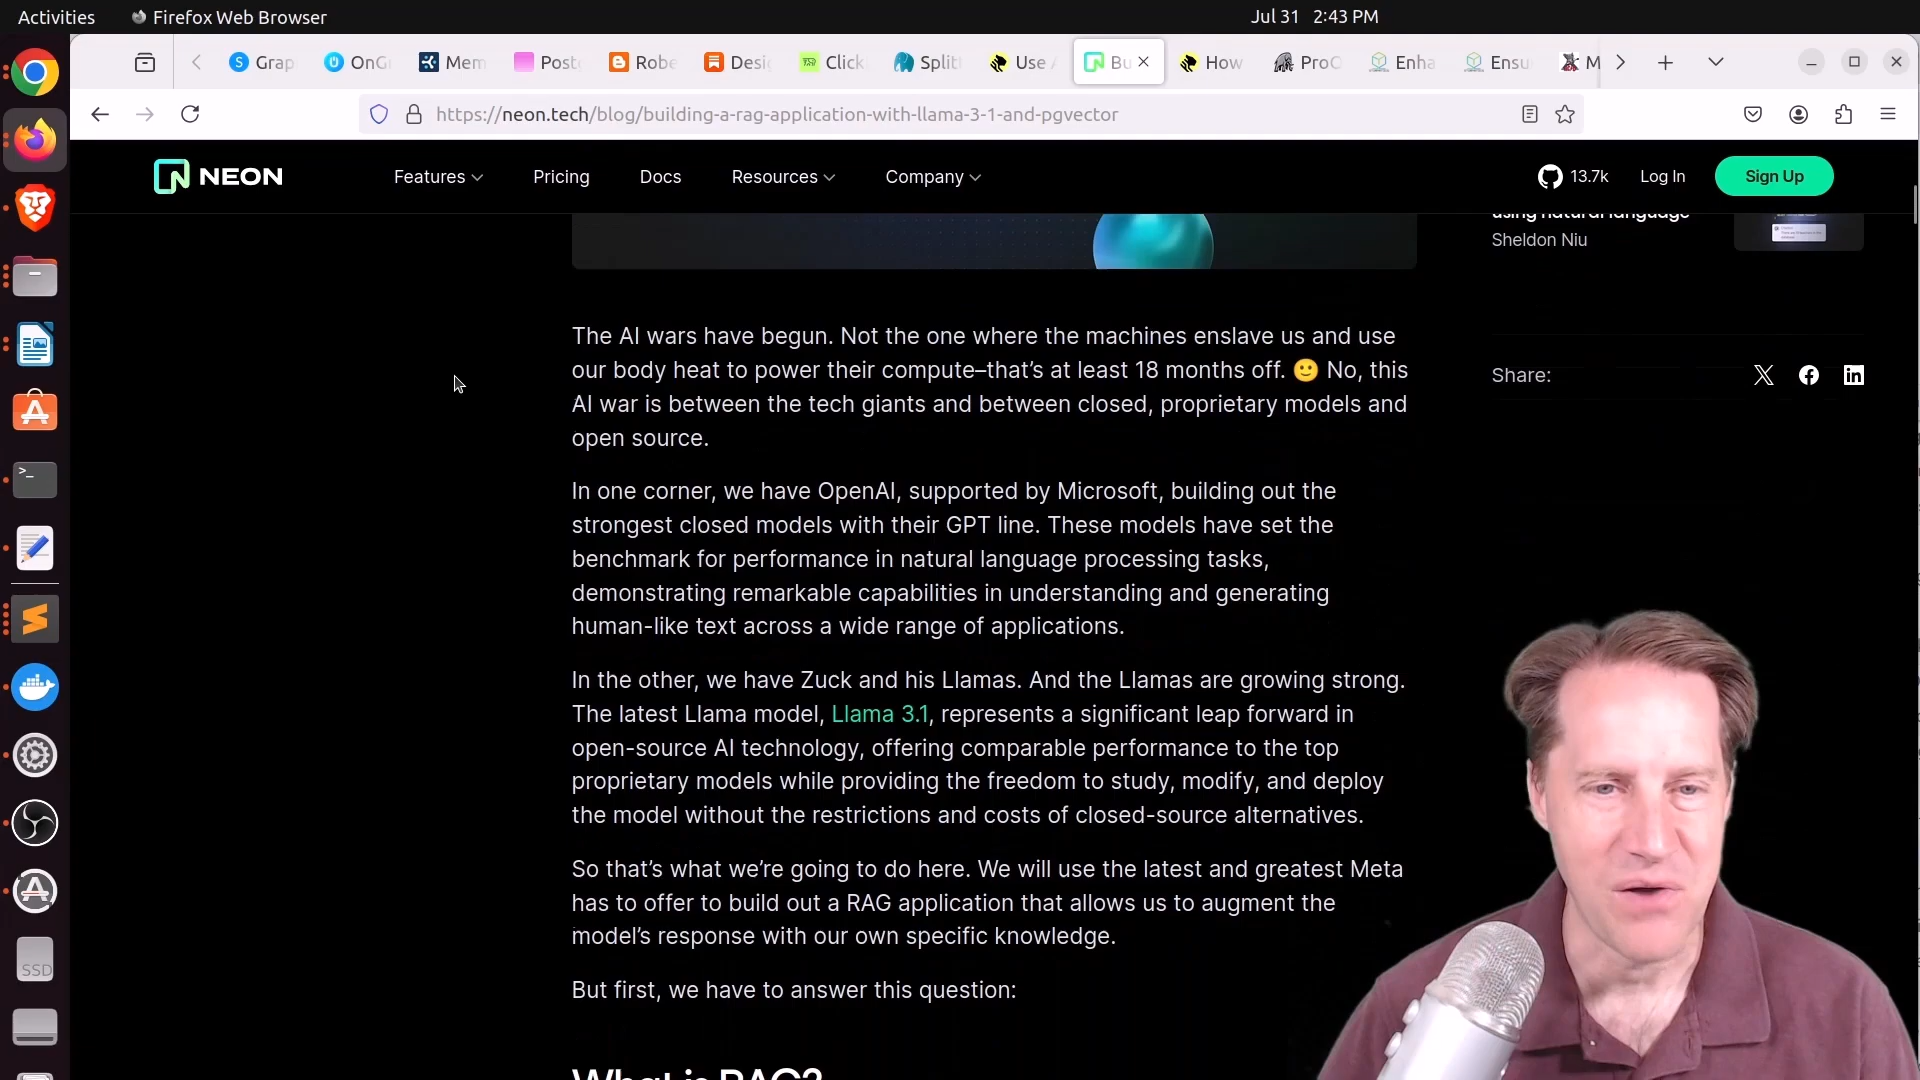 Activities
Firefox Web Browser
Jul 31 2:43 PM
Grap
OnG
Mem
Post
Robe
Desi
Click
Split
Use
Bu
How
ProC
Enha
Ensu
M
https://neon.tech/blog/building-a-rag-application-with-llama-3-1-and-pgvector
NEON
Features
Pricing
Docs
Resources
Company
13.7k
Log In
Sign Up
using natural language
Sheldon Niu
Share:
The AI wars have begun. Not the one where the machines enslave us and use
our body heat to power their compute–that’s at least 18 months off. 🙂 No, this
AI war is between the tech giants and between closed, proprietary models and
open source.
In one corner, we have OpenAI, supported by Microsoft, building out the
strongest closed models with their GPT line. These models have set the
benchmark for performance in natural language processing tasks,
demonstrating remarkable capabilities in understanding and generating
human-like text across a wide range of applications.
In the other, we have Zuck and his Llamas. And the Llamas are growing strong.
The latest Llama model, Llama 3.1, represents a significant leap forward in
open-source AI technology, offering comparable performance to the top
proprietary models while providing the freedom to study, modify, and deploy
the model without the restrictions and costs of closed-source alternatives.
So that’s what we’re going to do here. We will use the latest and greatest Meta
has to offer to build out a RAG application that allows us to augment the
model’s response with our own specific knowledge.
But first, we have to answer this question:
What is RAG?
SSD